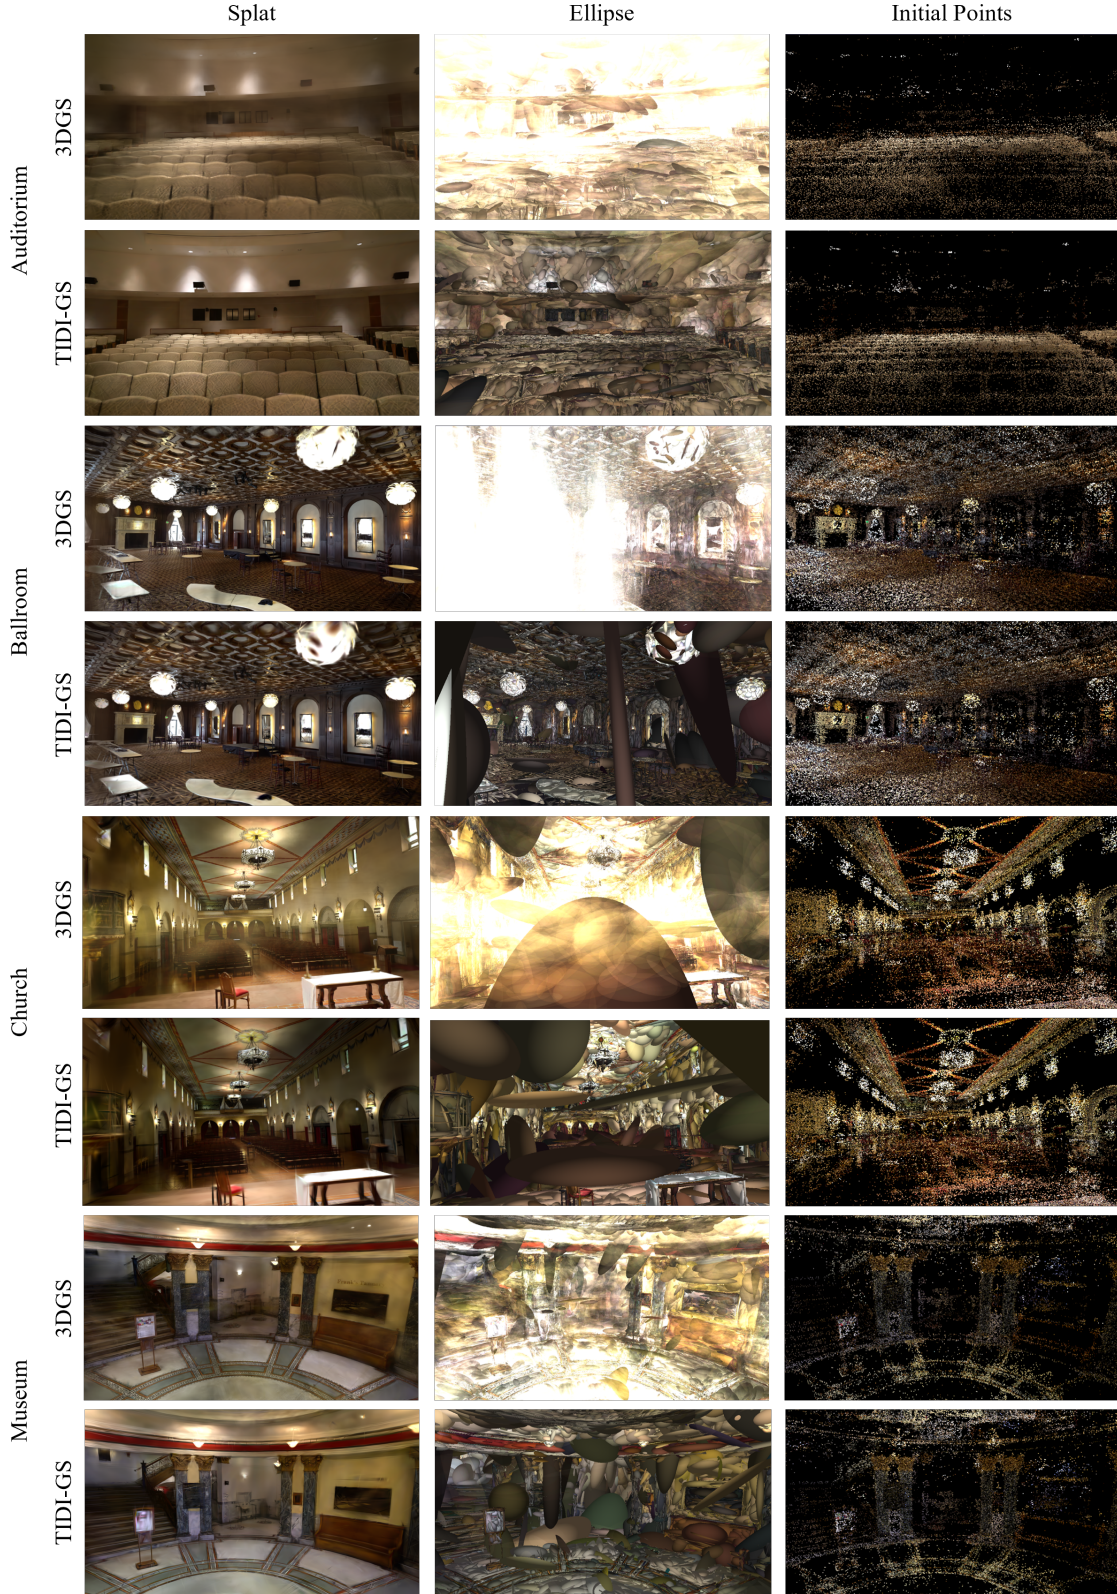 Splat Ellipse Initial Points
Auditorium
3DGS
TIDI-GS
Ballroom
3DGS
TIDI-GS
Church
3DGS
TIDI-GS
Museum
3DGS
TIDI-GS